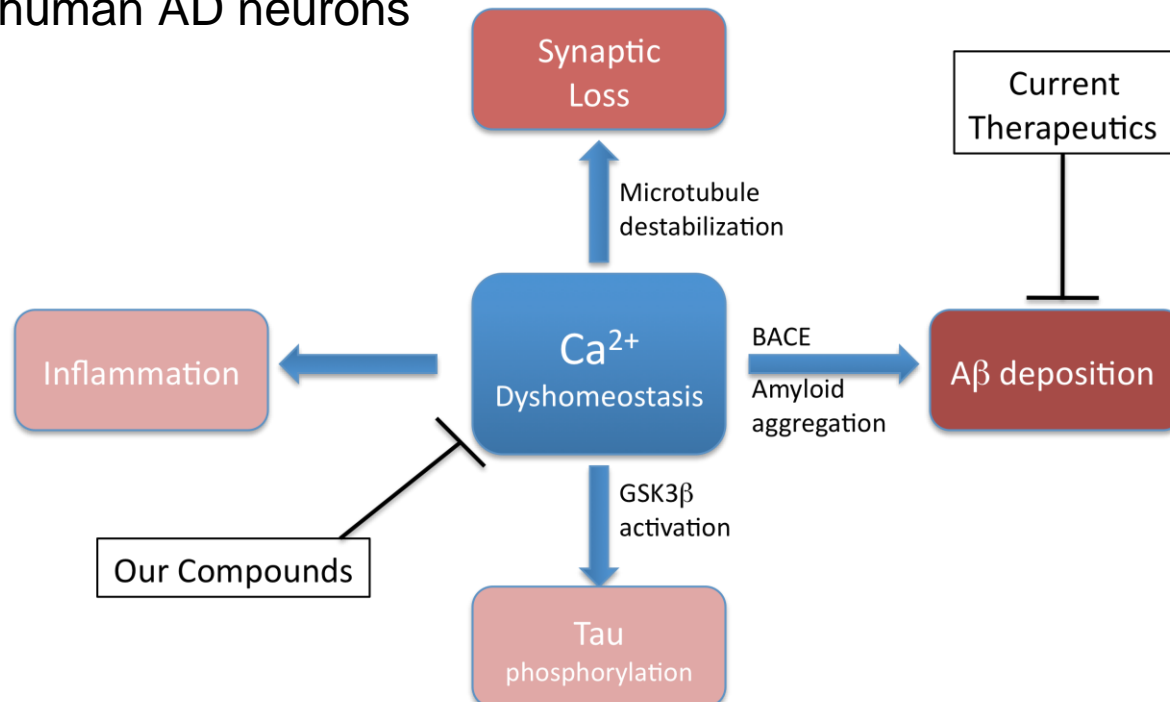 human AD neurons
Synaptic
Loss
Current
Therapeutics
Microtubule
destabilization
Inflammation
Ca²⁺
Dyshomeostasis
BACE
Amyloid
aggregation
Aβ deposition
GSK3β
activation
Our Compounds
Tau
phosphorylation